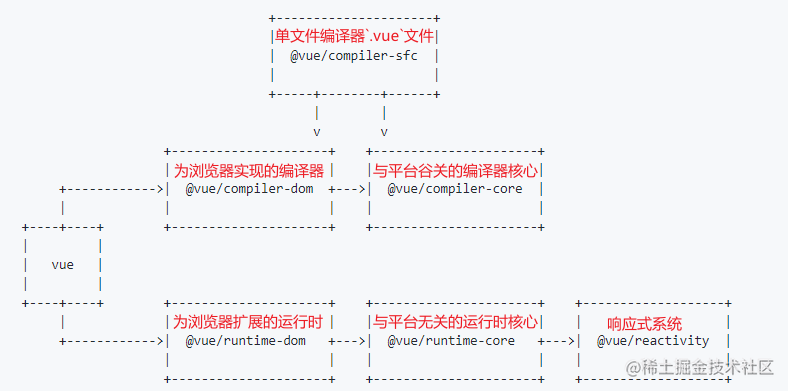 单文件编译器`.vue`文件
@vue/compiler-sfc
为浏览器实现的编译器
与平台谷关的编译器核心
@vue/compiler-dom
@vue/compiler-core
vue
为浏览器扩展的运行时
与平台无关的运行时核心
响应式系统
@vue/runtime-dom
@vue/runtime-core
@vue/reactivity
@稀土掘金技术社区